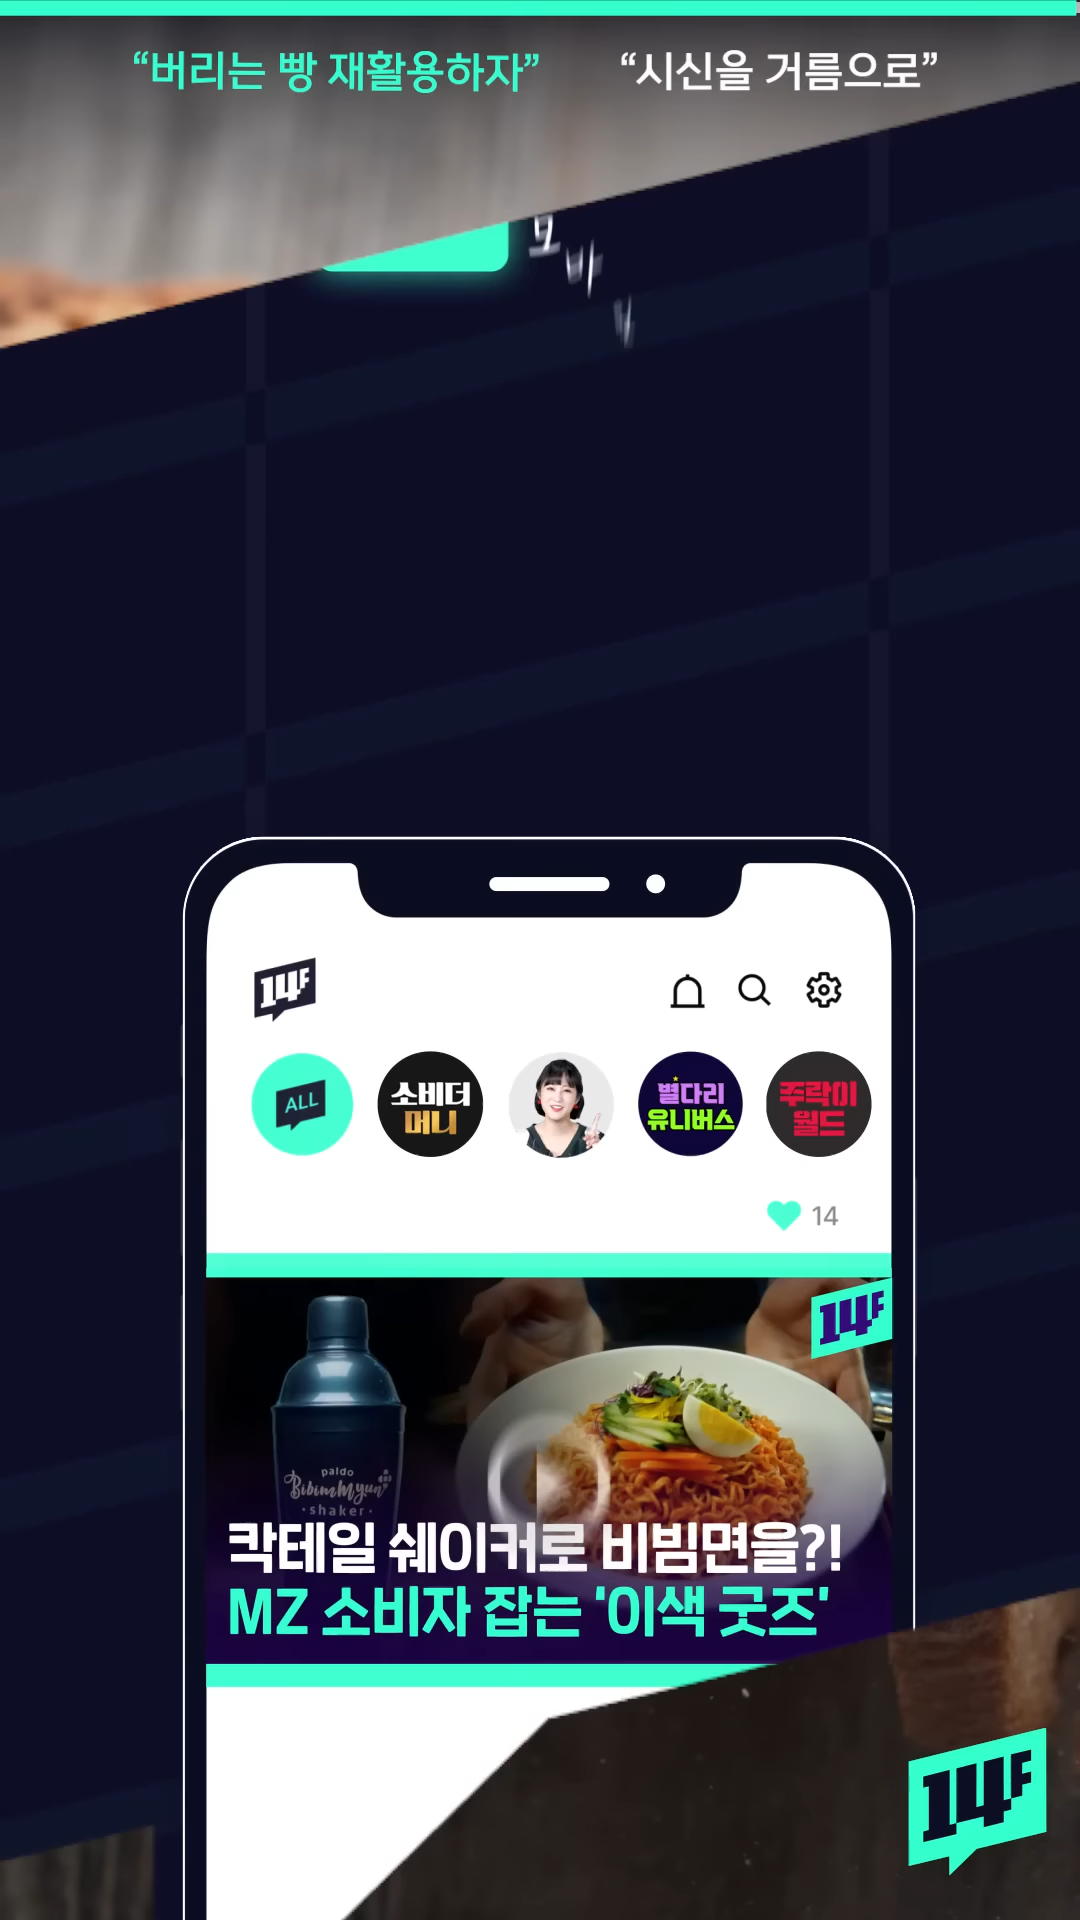 “버리는 빵 재활용하자” “시신을 거름으로”
14F
ALL
소비더
머니
별다리
유니버스
주락이
월드
14
14F
paldo
BibimMyun
·shaker·
칵테일 쉐이커로 비빔면을?!
MZ 소비자 잡는 ‘이색 굿즈’
14F